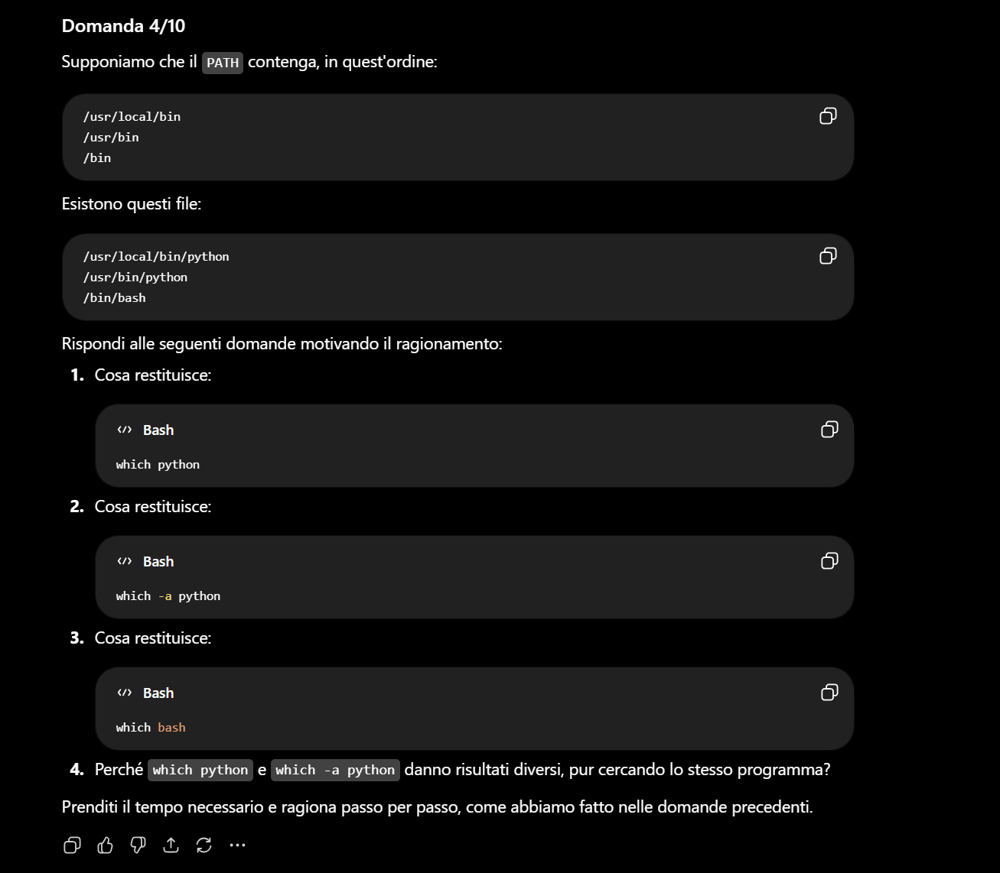 Domanda 4/10
Supponiamo che il PATH contenga, in quest'ordine:
/usr/local/bin
/usr/bin
/bin
Esistono questi file:
/usr/local/bin/python
/usr/bin/python
/bin/bash
Rispondi alle seguenti domande motivando il ragionamento:
1. Cosa restituisce:
Bash
which python
2. Cosa restituisce:
Bash
which -a python
3. Cosa restituisce:
Bash
which bash
4. Perché which python e which -a python danno risultati diversi, pur cercando lo stesso programma?
Prenditi il tempo necessario e ragiona passo per passo, come abbiamo fatto nelle domande precedenti.